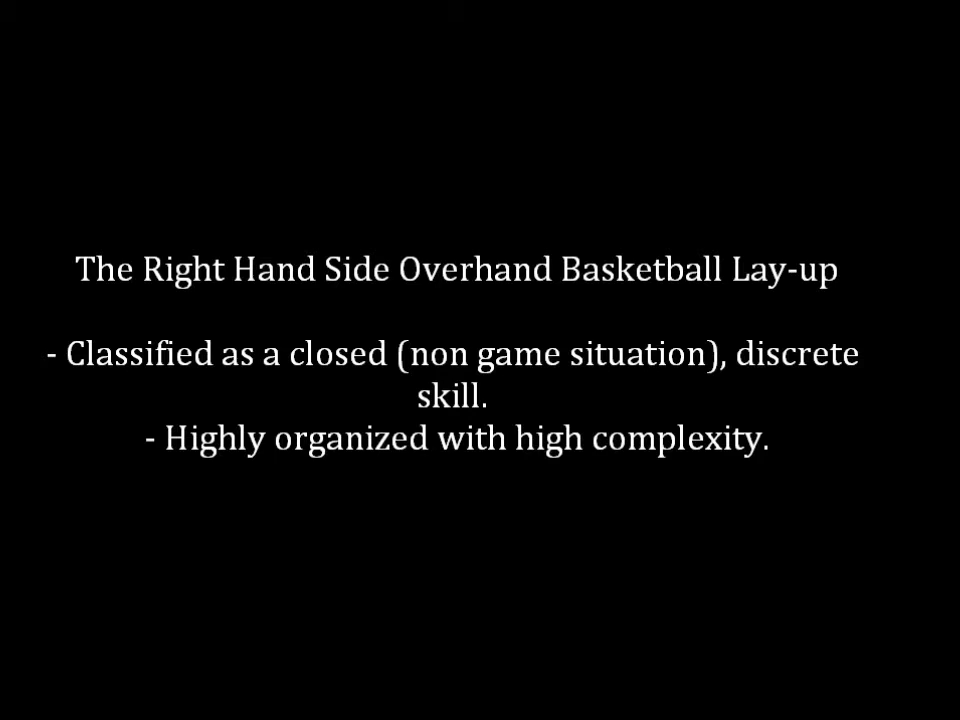 The Right Hand Side Overhand Basketball Lay-up
- Classified as a closed (non game situation), discrete
skill.
- Highly organized with high complexity.